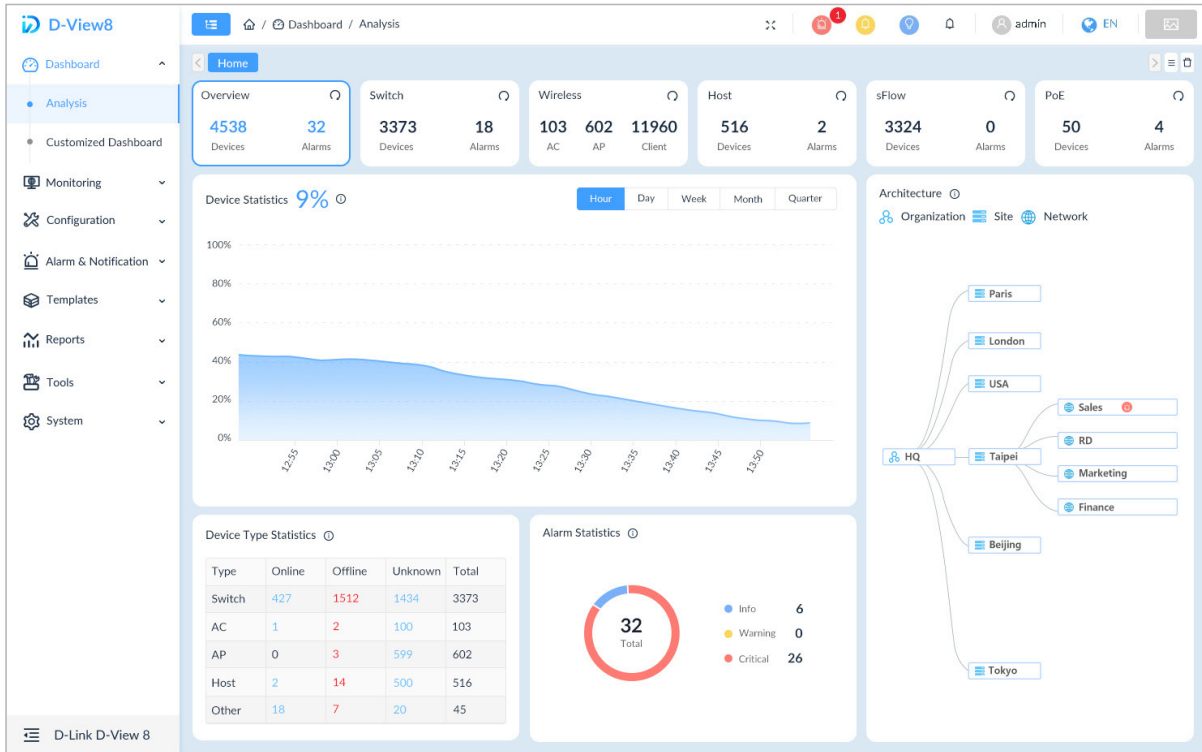 D-View8
/ Dashboard / Analysis
1
admin
EN
Dashboard
Analysis
Customized Dashboard
Monitoring
Configuration
Alarm & Notification
Templates
Reports
Tools
System
D-Link D-View 8
Home
Overview
4538 32
Devices Alarms
Switch
3373 18
Devices Alarms
Wireless
103 602 11960
AC AP Client
Host
516 2
Devices Alarms
sFlow
3324 0
Devices Alarms
PoE
50 4
Devices Alarms
Device Statistics 9%
Hour Day Week Month Quarter
100%
80%
60%
40%
20%
0%
12:55 13:00 13:05 13:10 13:15 13:20 13:25 13:30 13:35 13:40 13:45 13:50
Architecture
Organization Site Network
Paris
London
USA
Sales
RD
HQ Taipei
Marketing
Finance
Beijing
Tokyo
Device Type Statistics
Type Online Offline Unknown Total
Switch 427 1512 1434 3373
AC 1 2 100 103
AP 0 3 599 602
Host 2 14 500 516
Other 18 7 20 45
Alarm Statistics
32
Total
Info 6
Warning 0
Critical 26